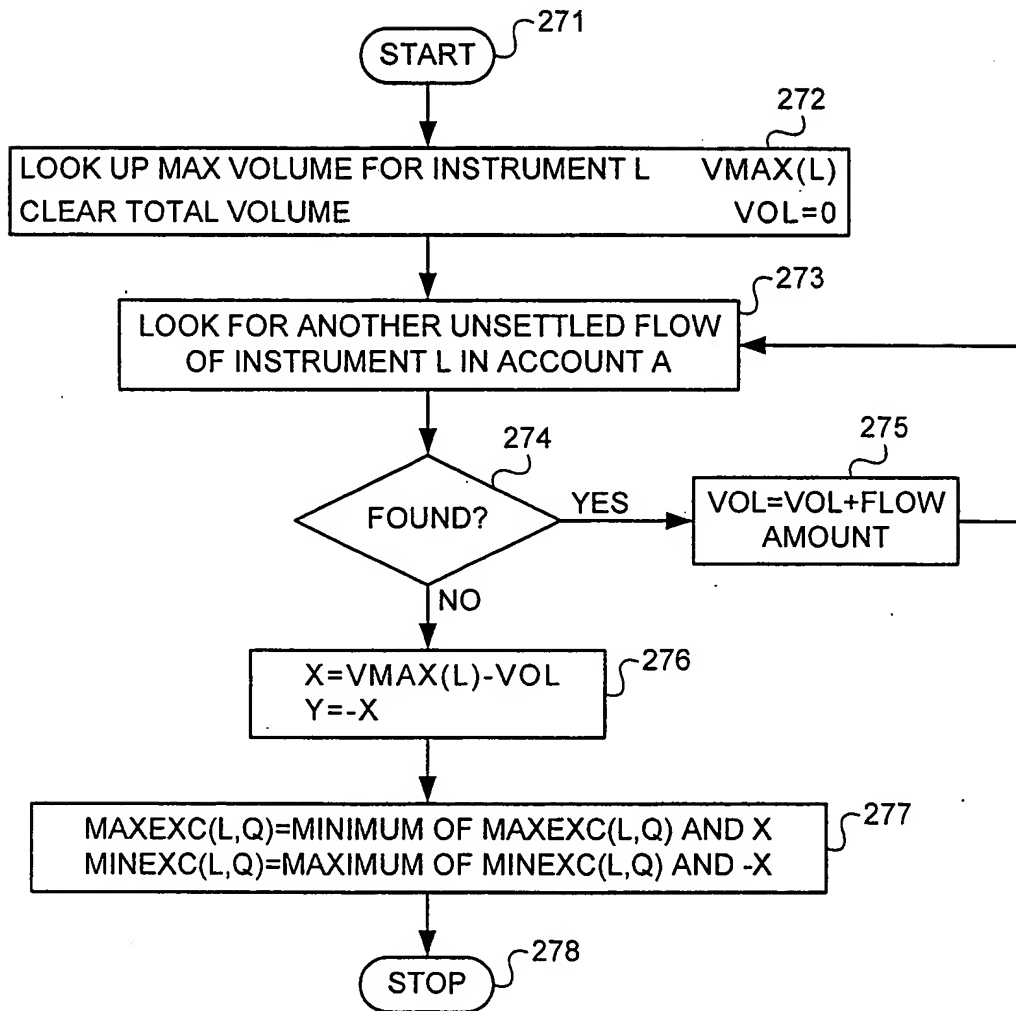 START
271
272
LOOK UP MAX VOLUME FOR INSTRUMENT L VMAX(L)
CLEAR TOTAL VOLUME VOL=0
273
LOOK FOR ANOTHER UNSETTLED FLOW
OF INSTRUMENT L IN ACCOUNT A
274
FOUND?
YES
275
VOL=VOL+FLOW
AMOUNT
NO
276
X=VMAX(L)-VOL
Y=-X
277
MAXEXC(L,Q)=MINIMUM OF MAXEXC(L,Q) AND X
MINEXC(L,Q)=MAXIMUM OF MINEXC(L,Q) AND -X
STOP
278